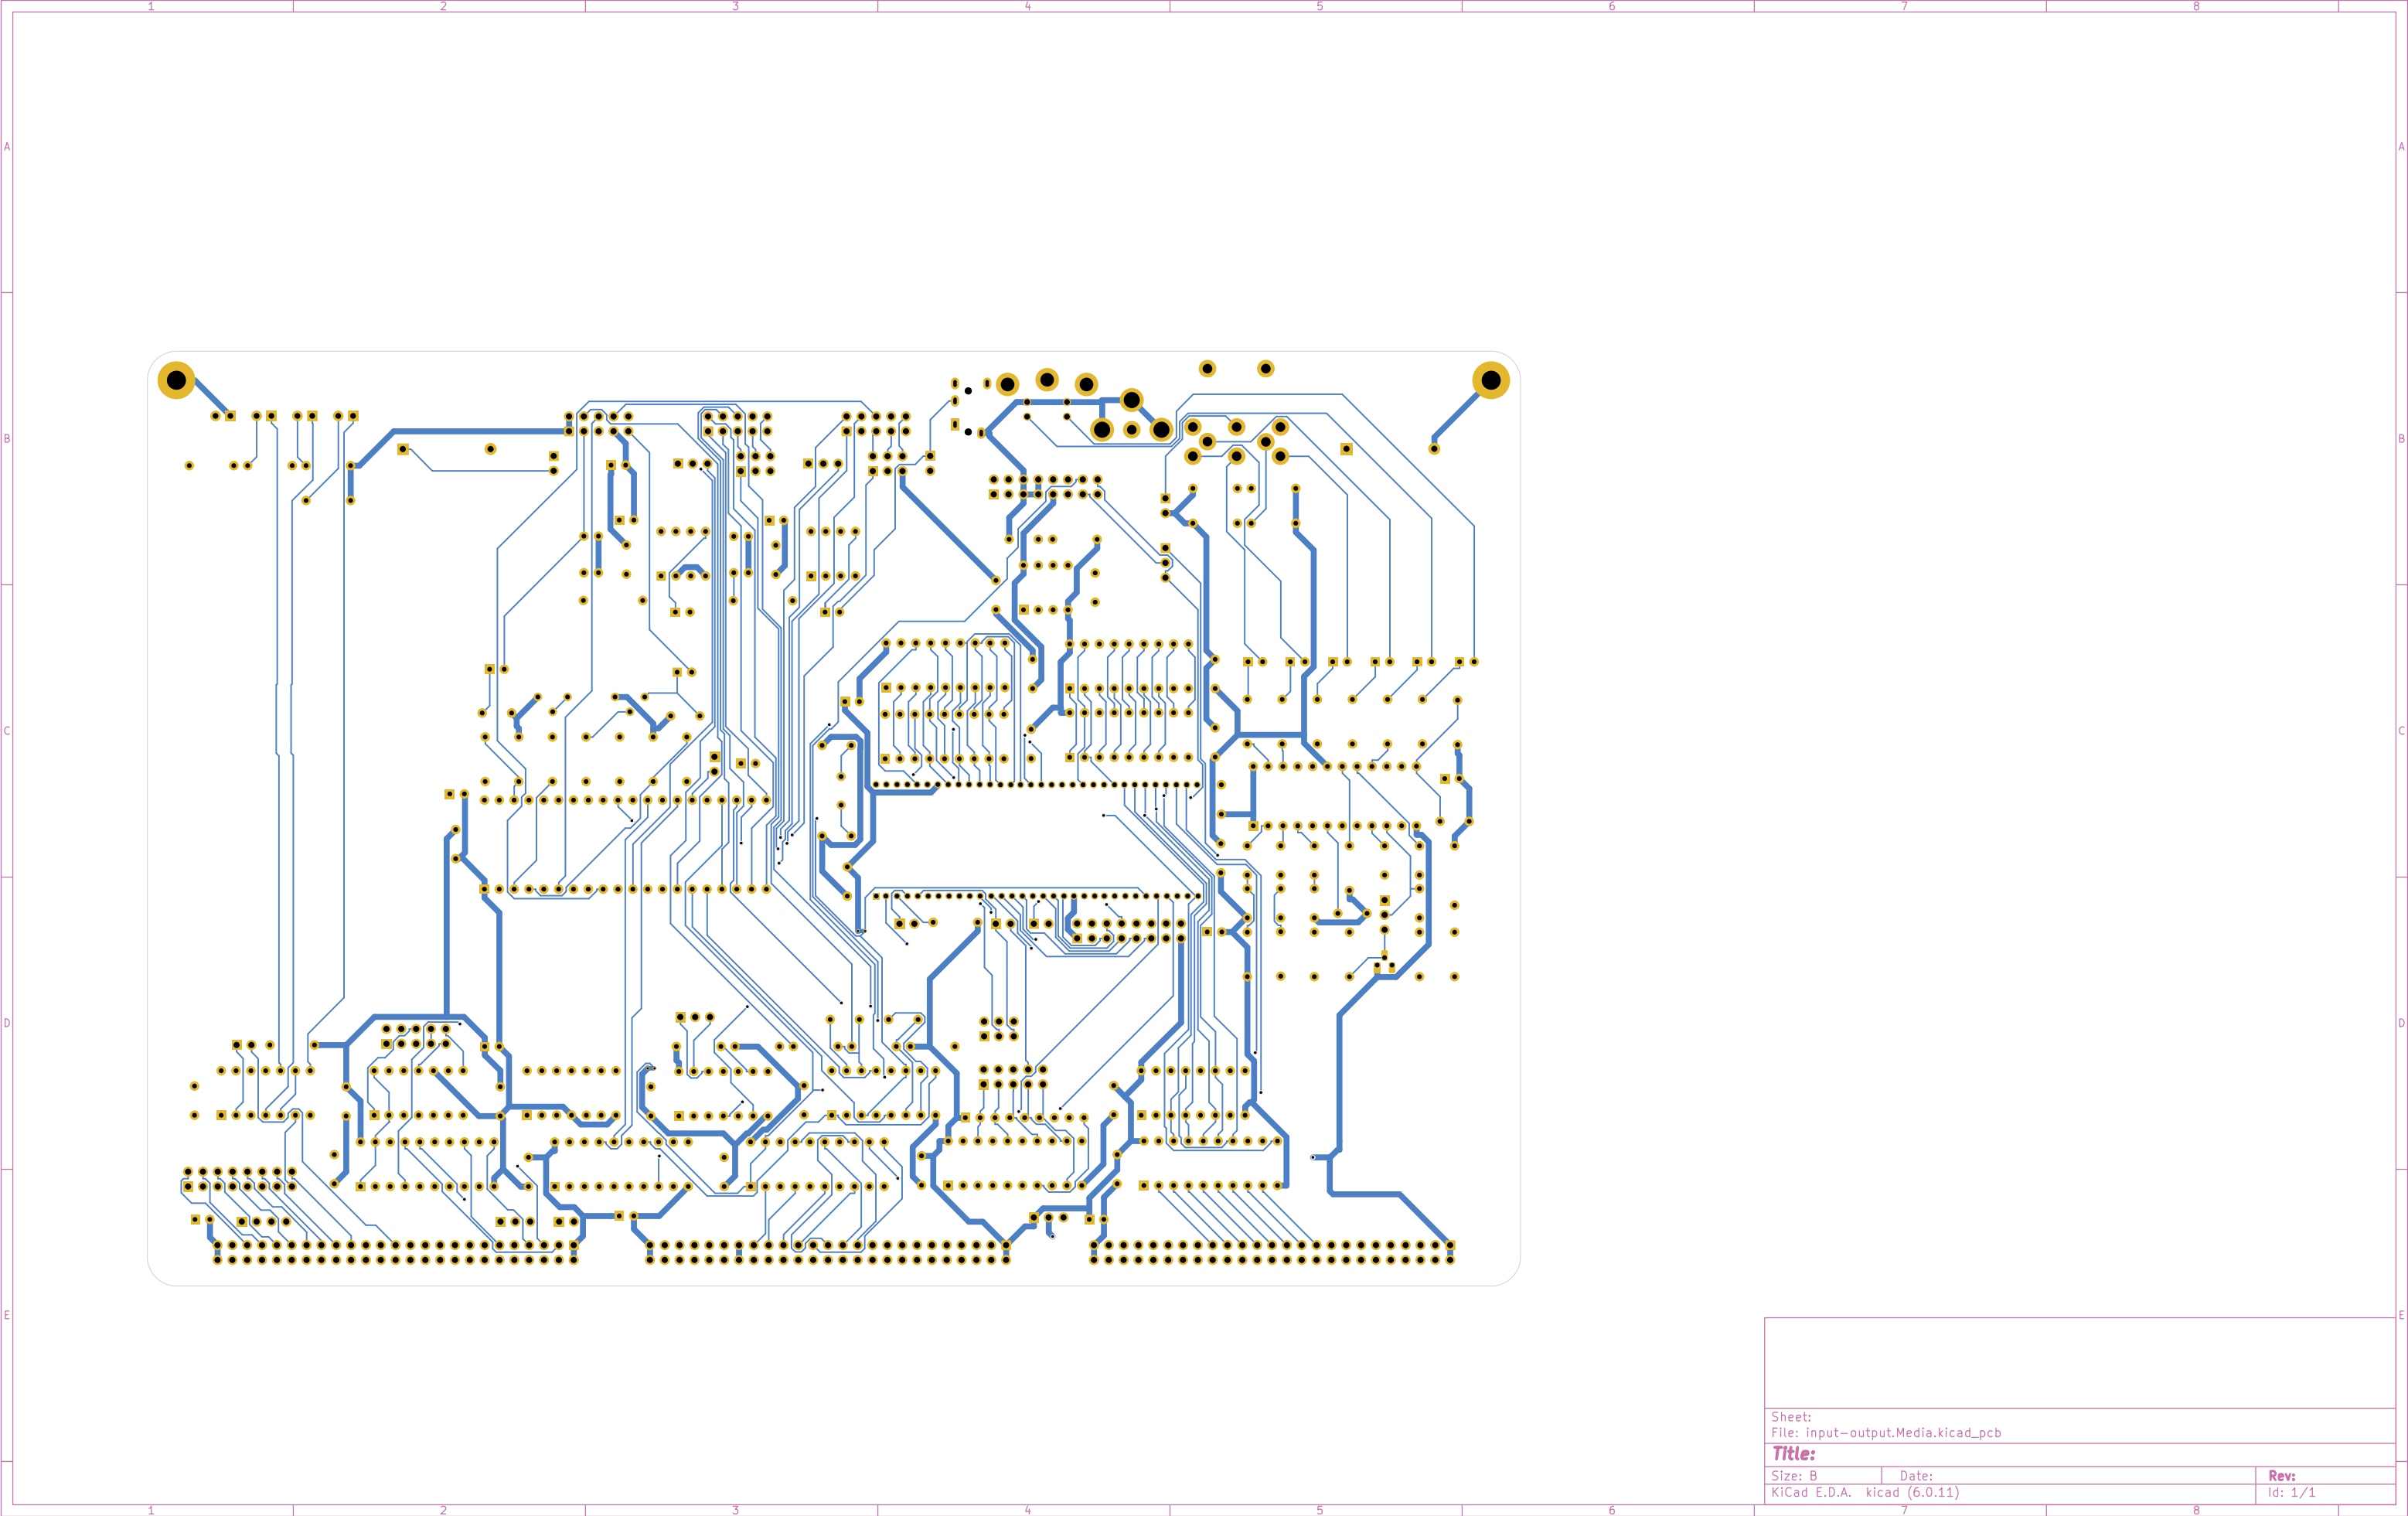 1 2 3 4 5 6 7 8
A A
B B
C C
D D
E E
Sheet:
File: input-output.Media.kicad_pcb
Title:
Size: B Date: Rev:
KiCad E.D.A. kicad (6.0.11) Id: 1/1
1 2 3 4 5 6 7 8